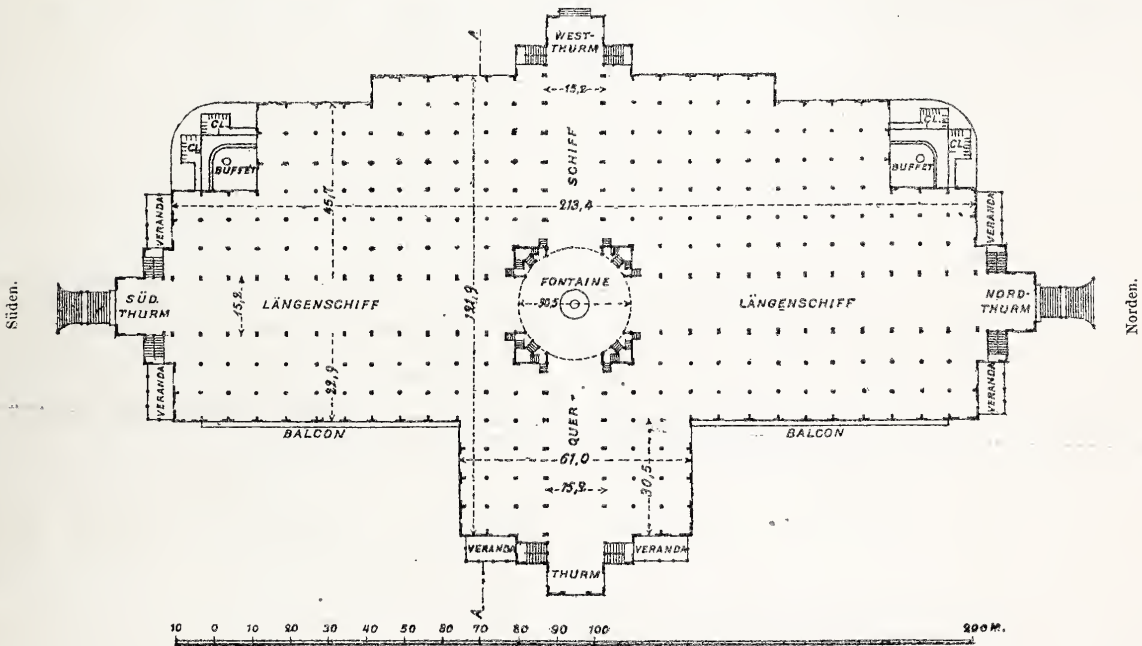 A.
WEST-
THURM
15,2
CL.
CL.
BUFFET
SCHIFF
CL.
CL.
BUFFET
VERANDA
45,7
213,4
VERANDA
Süden.
SÜD.
THURM
15,2
LÄNGENSCHIFF
121,9
FONTAINE
30,5
LÄNGENSCHIFF
NORD-
THURM
Norden.
VERANDA
22,9
QUER-
VERANDA
BALCON
BALCON
61,0
30,5
15,2
VERANDA
VERANDA
THURM
A.
10 0 10 20 30 40 50 60 70 80 90 100 200 M.